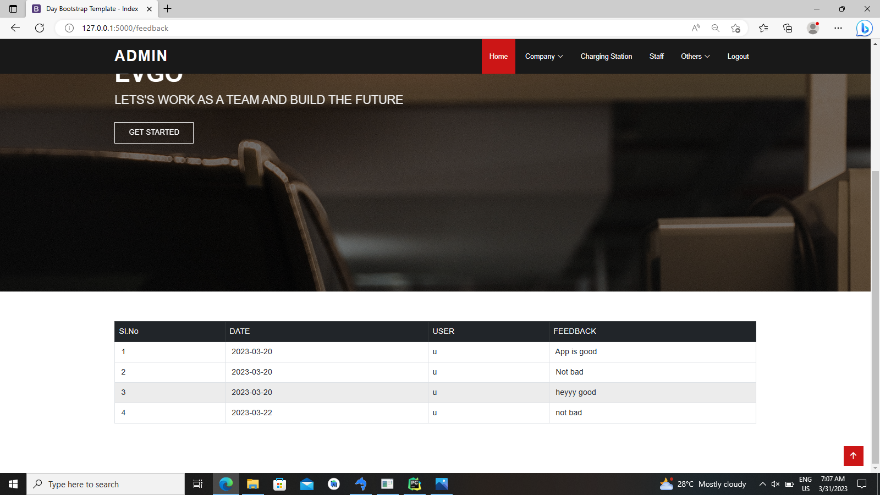 Day Bootstrap Template - Index
127.0.0.1:5000/feedback
ADMIN
Home Company Charging Station Staff Others Logout
EVGO
LETS'S WORK AS A TEAM AND BUILD THE FUTURE
GET STARTED
Sl.No DATE USER FEEDBACK
1 2023-03-20 u App is good
2 2023-03-20 u Not bad
3 2023-03-20 u heyyy good
4 2023-03-22 u not bad
Type here to search
28°C Mostly cloudy
ENG
US
7:07 AM
3/31/2023